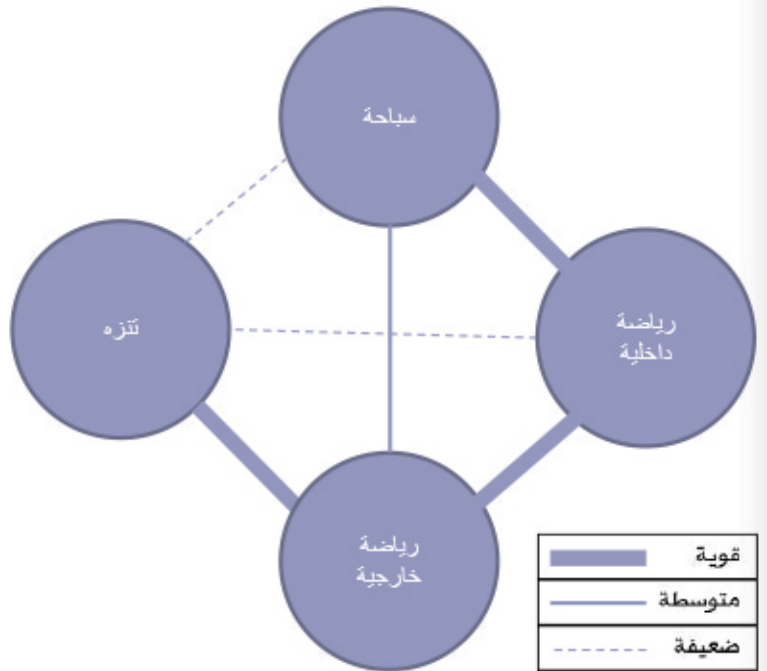 سباحة
تنزه
رياضة
داخلية
رياضة
خارجية
قوية
متوسطة
ضعيفة